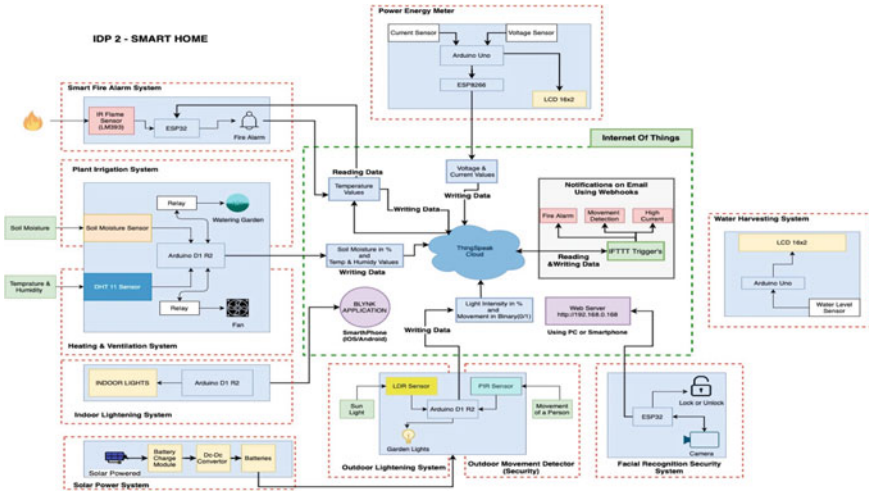 Power Energy Meter
Current Sensor
Voltage Sensor
Arduino Uno
ESP8266
LCD 16x2
IDP 2 - SMART HOME
Smart Fire Alarm System
IR Flame
Sensor
(LM393)
ESP32
Fire Alarm
Internet Of Things
Reading Data
Temperature
Values
Writing Data
Voltage &
Current Values
Writing Data
Notifications on Email
Using Webhooks
Fire Alarm
Movement
Detection
High
Current
IFTTT Trigger's
Reading
&Writing Data
ThingSpeak
Cloud
Plant Irrigation System
Relay
Watering Garden
Soil Moisture
Soil Moisture Sensor
Arduino D1 R2
Soil Moisture in %
and
Temp & Humidy Values
Writing Data
Temprature &
Humidity
DHT 11 Sensor
Relay
Fan
Heating & Ventilation System
Water Harvesting System
LCD 16x2
Arduino Uno
Water Level
Sensor
BLYNK
APPLICATION
SmarthPhone
(IOS/Android)
Light Intensity in %
and
Movement in Binary(0/1)
Writing Data
Web Server
http://192.168.0.168
Using PC or Smartphone
INDOOR LIGHTS
Arduino D1 R2
Indoor Lightening System
LDR Sensor
PIR Sensor
Sun
Light
Arduino D1 R2
Movement
of a Person
Garden Lights
Outdoor Lightening System
Outdoor Movement Detector
(Security)
Lock or Unlock
ESP32
Camera
Facial Recognition Security
System
Solar Powered
Battery
Charge
Module
Dc-Dc
Convertor
Batteries
Solar Power System